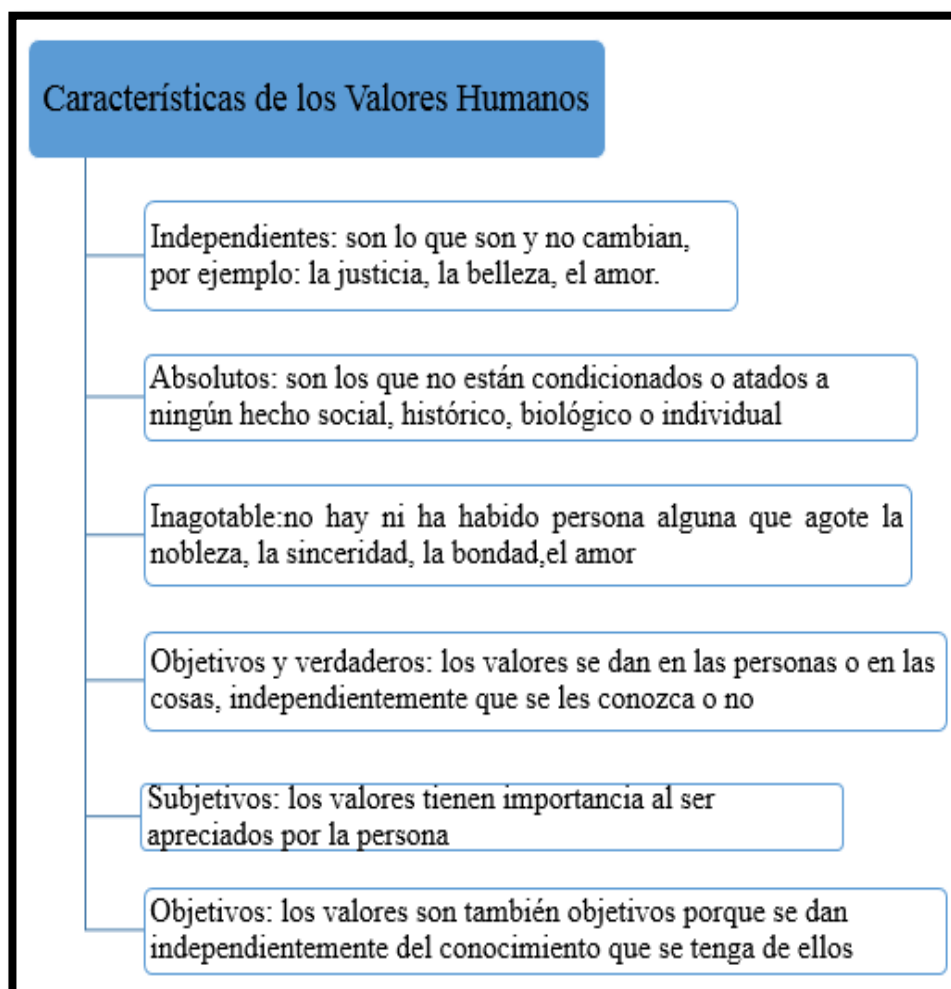 Características de los Valores Humanos
Independientes: son lo que son y no cambian,
por ejemplo: la justicia, la belleza, el amor.
Absolutos: son los que no están condicionados o atados a
ningún hecho social, histórico, biológico o individual
Inagotable:no hay ni ha habido persona alguna que agote la
nobleza, la sinceridad, la bondad,el amor
Objetivos y verdaderos: los valores se dan en las personas o en las
cosas, independientemente que se les conozca o no
Subjetivos: los valores tienen importancia al ser
apreciados por la persona
Objetivos: los valores son también objetivos porque se dan
independientemente del conocimiento que se tenga de ellos